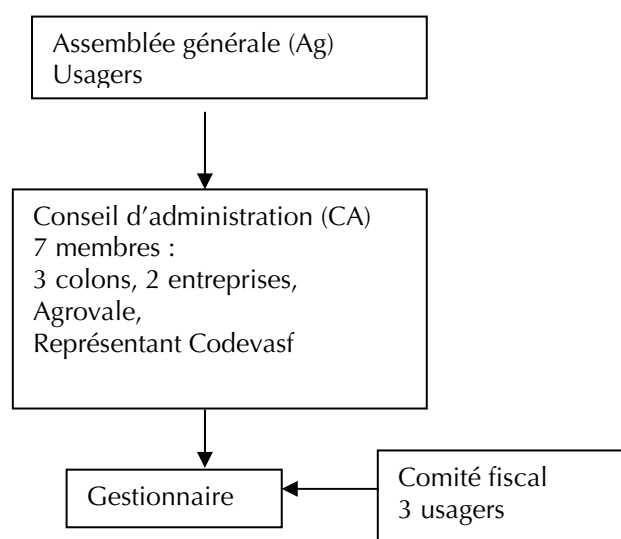 Assemblée générale (Ag)
Usagers
Conseil d'administration (CA)
7 membres :
3 colons, 2 entreprises,
Agrovale,
Représentant Codevasf
Gestionnaire
Comité fiscal
3 usagers